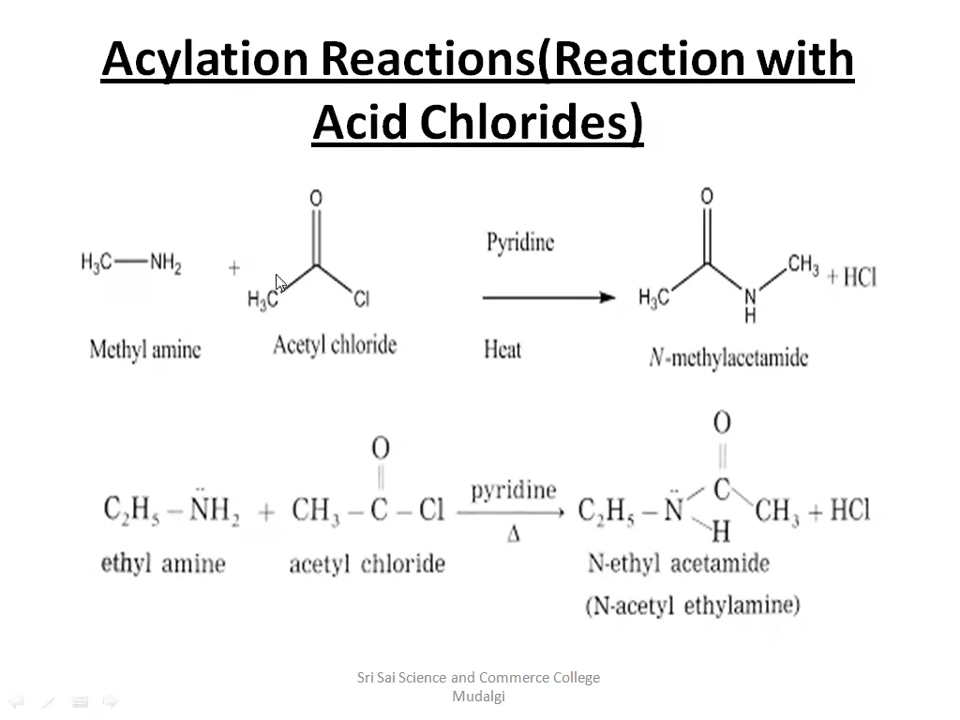 Acylation Reactions(Reaction with
Acid Chlorides)
O
H₃C—NH₂ + H₃C Cl
Pyridine
Heat
O
H₃C N H CH₃ + HCl
Methyl amine
Acetyl chloride
N-methylacetamide
O
C₂H₅ – N̈H₂ + CH₃ – C – Cl
pyridine
Δ
O
C₂H₅ – N̈ C CH₃ + HCl
H
ethyl amine
acetyl chloride
N-ethyl acetamide
(N-acetyl ethylamine)
Sri Sai Science and Commerce College
Mudalgi